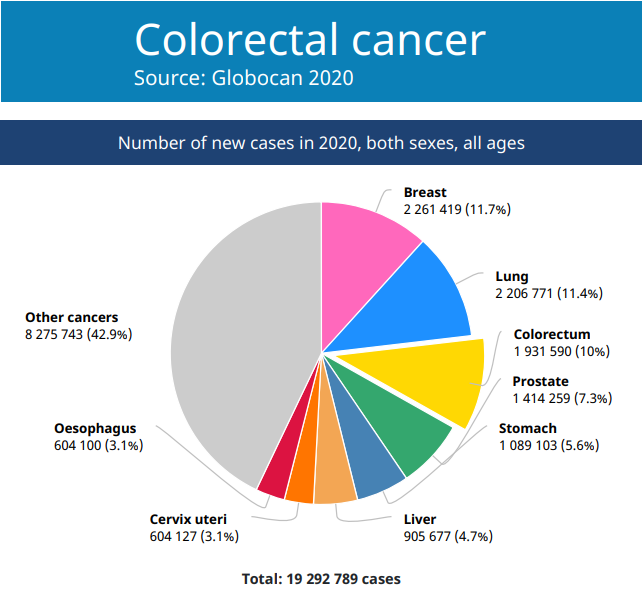 Colorectal cancer
Source: Globocan 2020
Number of new cases in 2020, both sexes, all ages
Breast
2 261 419 (11.7%)
Lung
2 206 771 (11.4%)
Colorectum
1 931 590 (10%)
Prostate
1 414 259 (7.3%)
Stomach
1 089 103 (5.6%)
Liver
905 677 (4.7%)
Cervix uteri
604 127 (3.1%)
Oesophagus
604 100 (3.1%)
Other cancers
8 275 743 (42.9%)
Total: 19 292 789 cases